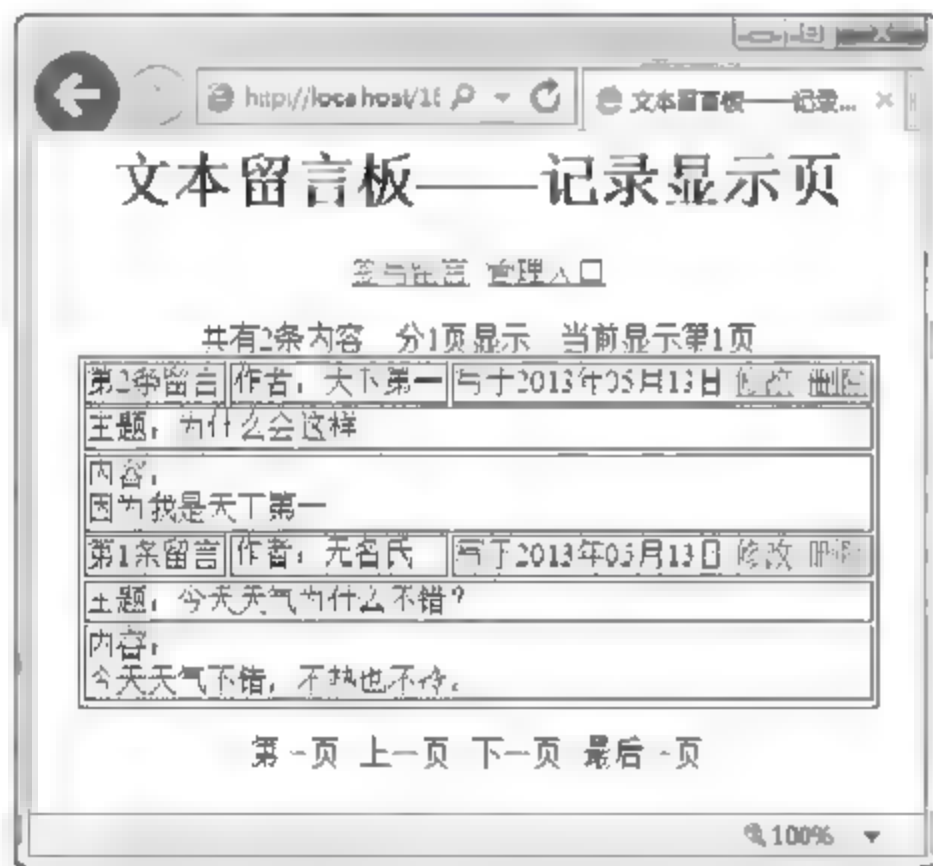 http://localhost/18
文本留言板——记录...
文本留言板——记录显示页
签写留言 管理入口
共有2条内容 分1页显示 当前显示第1页
第2条留言 作者：天下第一 写于2013年05月13日 修改 删除
主题：为什么会这样
内容：
因为我是天下第一
第1条留言 作者：无名氏 写于2013年05月13日 修改 删除
主题：今天天气为什么不错？
内容：
今天天气不错，不热也不冷。
第一页 上一页 下一页 最后一页
100%